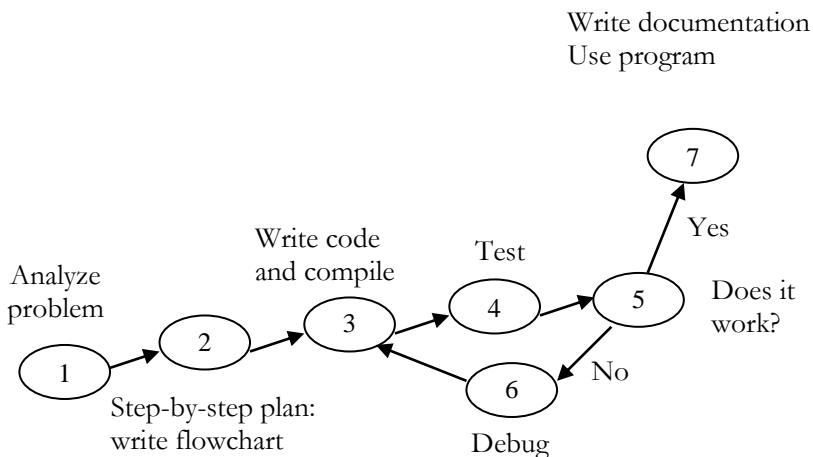 Write documentation
Use program
7
Yes
Write code
and compile
Test
Analyze
problem
5
Does it
work?
4
3
2
1
No
6
Step-by-step plan:
write flowchart
Debug